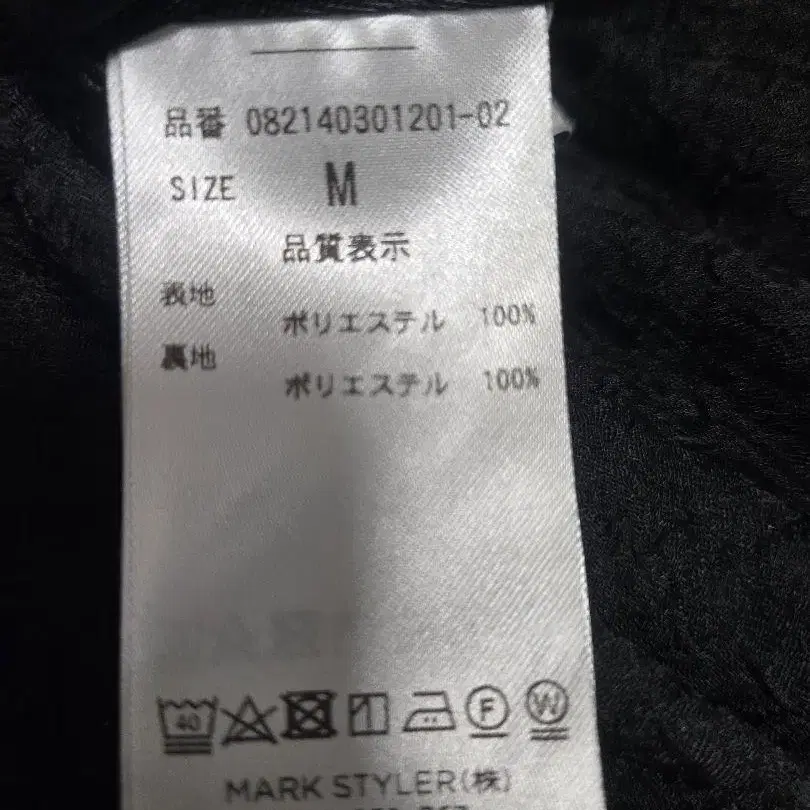 品番 082140301201-02
SIZE M
品質表示
表地
ポリエステル 100%
裏地
ポリエステル 100%
40 F W
MARK STYLER(株)